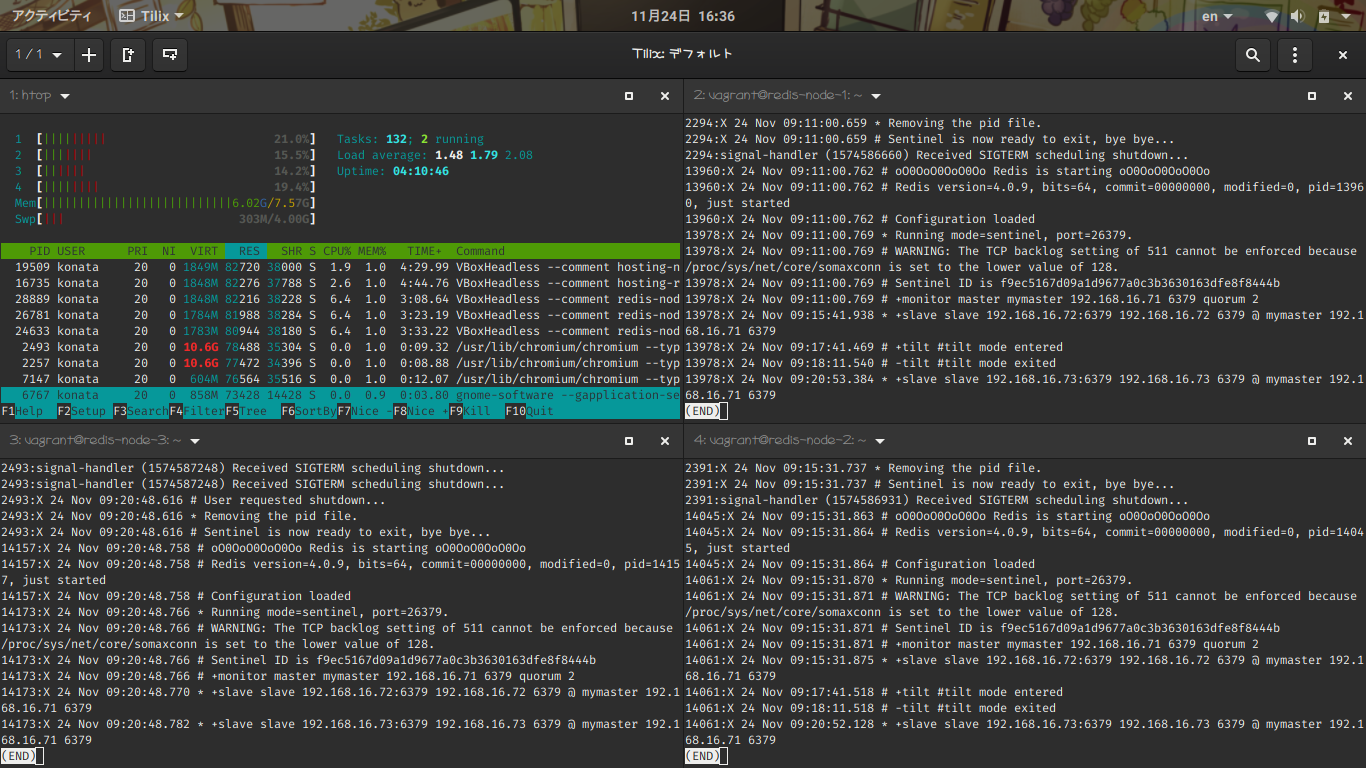 アクティビティ Tilix 11月24日 16:36 en
1 / 1 Tilix: デフォルト
1: htop
1 [||||||||| 21.0%] Tasks: 132; 2 running
2 [||||||| 15.5%] Load average: 1.48 1.79 2.08
3 [|||||| 14.2%] Uptime: 04:10:46
4 [|||||||| 19.4%]
Mem[|||||||||||||||||||||||||||6.02G/7.57G]
Swp[||| 303M/4.00G]
PID USER PRI NI VIRT RES SHR S CPU% MEM% TIME+ Command
19509 konata 20 0 1849M 82720 38000 S 1.9 1.0 4:29.99 VBoxHeadless --comment hosting-n
16735 konata 20 0 1848M 82276 37788 S 2.6 1.0 4:44.76 VBoxHeadless --comment hosting-r
28889 konata 20 0 1848M 82216 38228 S 6.4 1.0 3:08.64 VBoxHeadless --comment redis-nod
26781 konata 20 0 1784M 81988 38284 S 6.4 1.0 3:23.19 VBoxHeadless --comment redis-nod
24633 konata 20 0 1783M 80944 38180 S 6.4 1.0 3:33.22 VBoxHeadless --comment redis-nod
2493 konata 20 0 10.6G 78488 35304 S 0.0 1.0 0:09.32 /usr/lib/chromium/chromium --typ
2257 konata 20 0 10.6G 77472 34396 S 0.0 1.0 0:08.88 /usr/lib/chromium/chromium --typ
7147 konata 20 0 604M 76564 35516 S 0.0 1.0 0:12.07 /usr/lib/chromium/chromium --typ
6767 konata 20 0 858M 73428 14428 S 0.0 0.9 0:03.80 gnome-software --gapplication-se
F1Help F2Setup F3SearchF4FilterF5Tree F6SortByF7Nice -F8Nice +F9Kill F10Quit
2: vagrant@redis-node-1: ~
2294:X 24 Nov 09:11:00.659 * Removing the pid file.
2294:X 24 Nov 09:11:00.659 # Sentinel is now ready to exit, bye bye...
2294:signal-handler (1574586660) Received SIGTERM scheduling shutdown...
13960:X 24 Nov 09:11:00.762 # oO0OoO0OoO0Oo Redis is starting oO0OoO0OoO0Oo
13960:X 24 Nov 09:11:00.762 # Redis version=4.0.9, bits=64, commit=00000000, modified=0, pid=1396
0, just started
13960:X 24 Nov 09:11:00.762 # Configuration loaded
13978:X 24 Nov 09:11:00.769 * Running mode=sentinel, port=26379.
13978:X 24 Nov 09:11:00.769 # WARNING: The TCP backlog setting of 511 cannot be enforced because
/proc/sys/net/core/somaxconn is set to the lower value of 128.
13978:X 24 Nov 09:11:00.769 # Sentinel ID is f9ec5167d09a1d9677a0c3b3630163dfe8f8444b
13978:X 24 Nov 09:11:00.769 # +monitor master mymaster 192.168.16.71 6379 quorum 2
13978:X 24 Nov 09:15:41.938 * +slave slave 192.168.16.72:6379 192.168.16.72 6379 @ mymaster 192.1
68.16.71 6379
13978:X 24 Nov 09:17:41.469 # +tilt #tilt mode entered
13978:X 24 Nov 09:18:11.540 # -tilt #tilt mode exited
13978:X 24 Nov 09:20:53.384 * +slave slave 192.168.16.73:6379 192.168.16.73 6379 @ mymaster 192.1
68.16.71 6379
(END)
3: vagrant@redis-node-3: ~
2493:signal-handler (1574587248) Received SIGTERM scheduling shutdown...
2493:signal-handler (1574587248) Received SIGTERM scheduling shutdown...
2493:X 24 Nov 09:20:48.616 # User requested shutdown...
2493:X 24 Nov 09:20:48.616 * Removing the pid file.
2493:X 24 Nov 09:20:48.616 # Sentinel is now ready to exit, bye bye...
14157:X 24 Nov 09:20:48.758 # oO0OoO0OoO0Oo Redis is starting oO0OoO0OoO0Oo
14157:X 24 Nov 09:20:48.758 # Redis version=4.0.9, bits=64, commit=00000000, modified=0, pid=1415
7, just started
14157:X 24 Nov 09:20:48.758 # Configuration loaded
14173:X 24 Nov 09:20:48.766 * Running mode=sentinel, port=26379.
14173:X 24 Nov 09:20:48.766 # WARNING: The TCP backlog setting of 511 cannot be enforced because
/proc/sys/net/core/somaxconn is set to the lower value of 128.
14173:X 24 Nov 09:20:48.766 # Sentinel ID is f9ec5167d09a1d9677a0c3b3630163dfe8f8444b
14173:X 24 Nov 09:20:48.766 # +monitor master mymaster 192.168.16.71 6379 quorum 2
14173:X 24 Nov 09:20:48.770 * +slave slave 192.168.16.72:6379 192.168.16.72 6379 @ mymaster 192.1
68.16.71 6379
14173:X 24 Nov 09:20:48.782 * +slave slave 192.168.16.73:6379 192.168.16.73 6379 @ mymaster 192.1
68.16.71 6379
(END)
4: vagrant@redis-node-2: ~
2391:X 24 Nov 09:15:31.737 * Removing the pid file.
2391:X 24 Nov 09:15:31.737 # Sentinel is now ready to exit, bye bye...
2391:signal-handler (1574586931) Received SIGTERM scheduling shutdown...
14045:X 24 Nov 09:15:31.863 # oO0OoO0OoO0Oo Redis is starting oO0OoO0OoO0Oo
14045:X 24 Nov 09:15:31.864 # Redis version=4.0.9, bits=64, commit=00000000, modified=0, pid=1404
5, just started
14045:X 24 Nov 09:15:31.864 # Configuration loaded
14061:X 24 Nov 09:15:31.870 * Running mode=sentinel, port=26379.
14061:X 24 Nov 09:15:31.871 # WARNING: The TCP backlog setting of 511 cannot be enforced because
/proc/sys/net/core/somaxconn is set to the lower value of 128.
14061:X 24 Nov 09:15:31.871 # Sentinel ID is f9ec5167d09a1d9677a0c3b3630163dfe8f8444b
14061:X 24 Nov 09:15:31.871 # +monitor master mymaster 192.168.16.71 6379 quorum 2
14061:X 24 Nov 09:15:31.875 * +slave slave 192.168.16.72:6379 192.168.16.72 6379 @ mymaster 192.1
68.16.71 6379
14061:X 24 Nov 09:17:41.518 # +tilt #tilt mode entered
14061:X 24 Nov 09:18:11.518 # -tilt #tilt mode exited
14061:X 24 Nov 09:20:52.128 * +slave slave 192.168.16.73:6379 192.168.16.73 6379 @ mymaster 192.1
68.16.71 6379
(END)